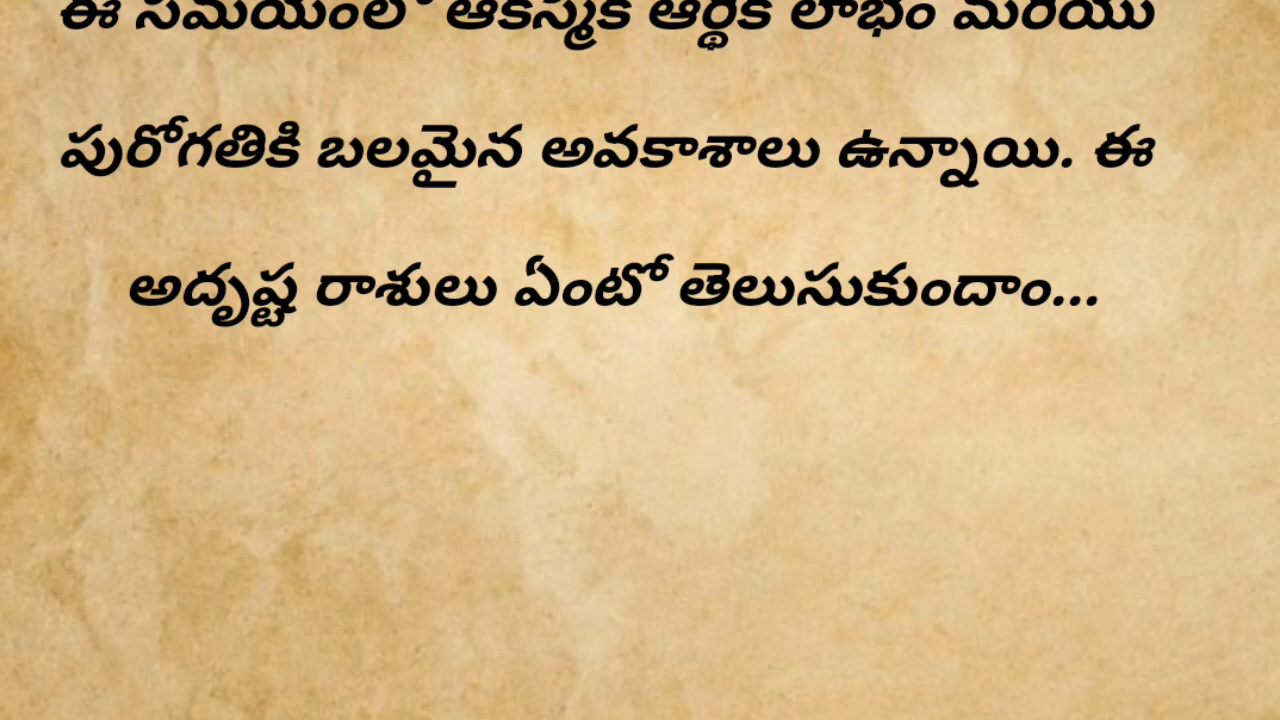 ఈ సమయంలో ఆకస్మిక ఆర్థిక లాభం మరియు
పురోగతికి బలమైన అవకాశాలు ఉన్నాయి. ఈ
అదృష్ట రాశులు ఏంటో తెలుసుకుందాం...